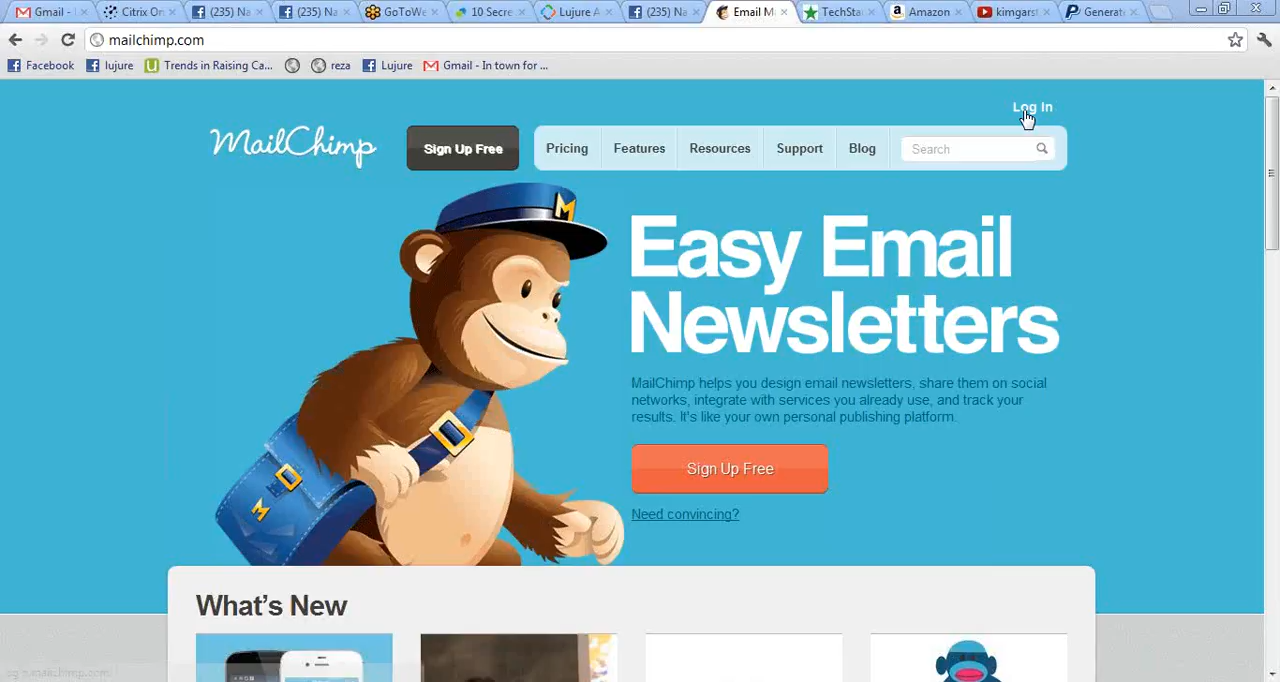 Gmail -
Citrix On
(235) Na
(235) Na
GoToWe
10 Secre
Lujure A
(235) Na
Email M
TechSta
Amazon
kimgars
Generat
mailchimp.com
Facebook
lujure
Trends in Raising Ca...
reza
Lujure
Gmail - In town for ...
Log In
MailChimp
Sign Up Free
Pricing
Features
Resources
Support
Blog
Search
M
Easy Email
Newsletters
MailChimp helps you design email newsletters, share them on social
networks, integrate with services you already use, and track your
results. It's like your own personal publishing platform.
Sign Up Free
Need convincing?
M
What's New